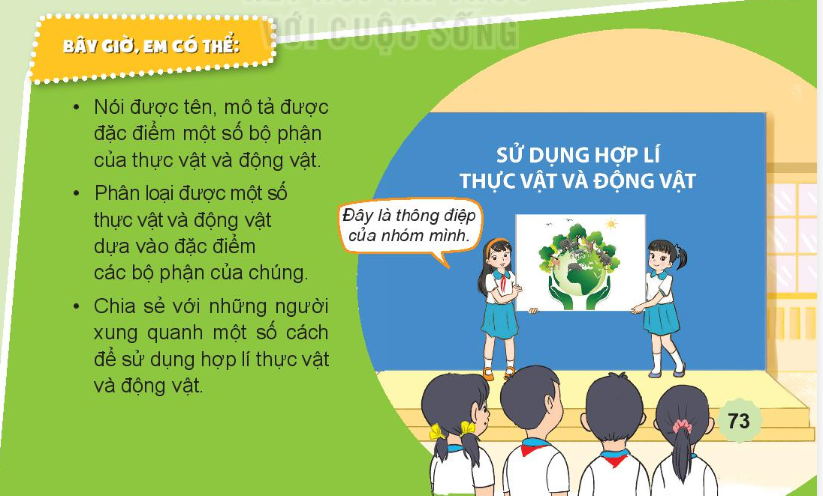 VỚI CUỘC SỐNG
BÂY GIỜ, EM CÓ THỂ:
• Nói được tên, mô tả được
đặc điểm một số bộ phận
của thực vật và động vật.
• Phân loại được một số
thực vật và động vật
dựa vào đặc điểm
các bộ phận của chúng.
• Chia sẻ với những người
xung quanh một số cách
để sử dụng hợp lí thực vật
và động vật.
SỬ DỤNG HỢP LÍ
THỰC VẬT VÀ ĐỘNG VẬT
Đây là thông điệp
của nhóm mình.
73